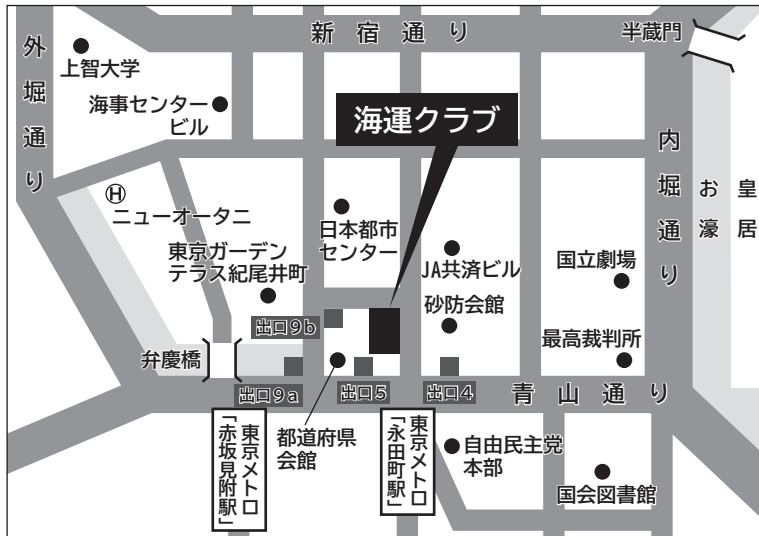 新宿通り
半蔵門
外堀通り
上智大学
海事センター
ビル
海運クラブ
内堀通り
お濠
皇居
Ⓗ
ニューオータニ
日本都市
センター
東京ガーデン
テラス紀尾井町
JA共済ビル
国立劇場
砂防会館
出口9b
最高裁判所
弁慶橋
出口9a
出口5
出口4
青山通り
東京メトロ
「赤坂見附駅」
都道府県
会館
東京メトロ
「永田町駅」
自由民主党
本部
国会図書館